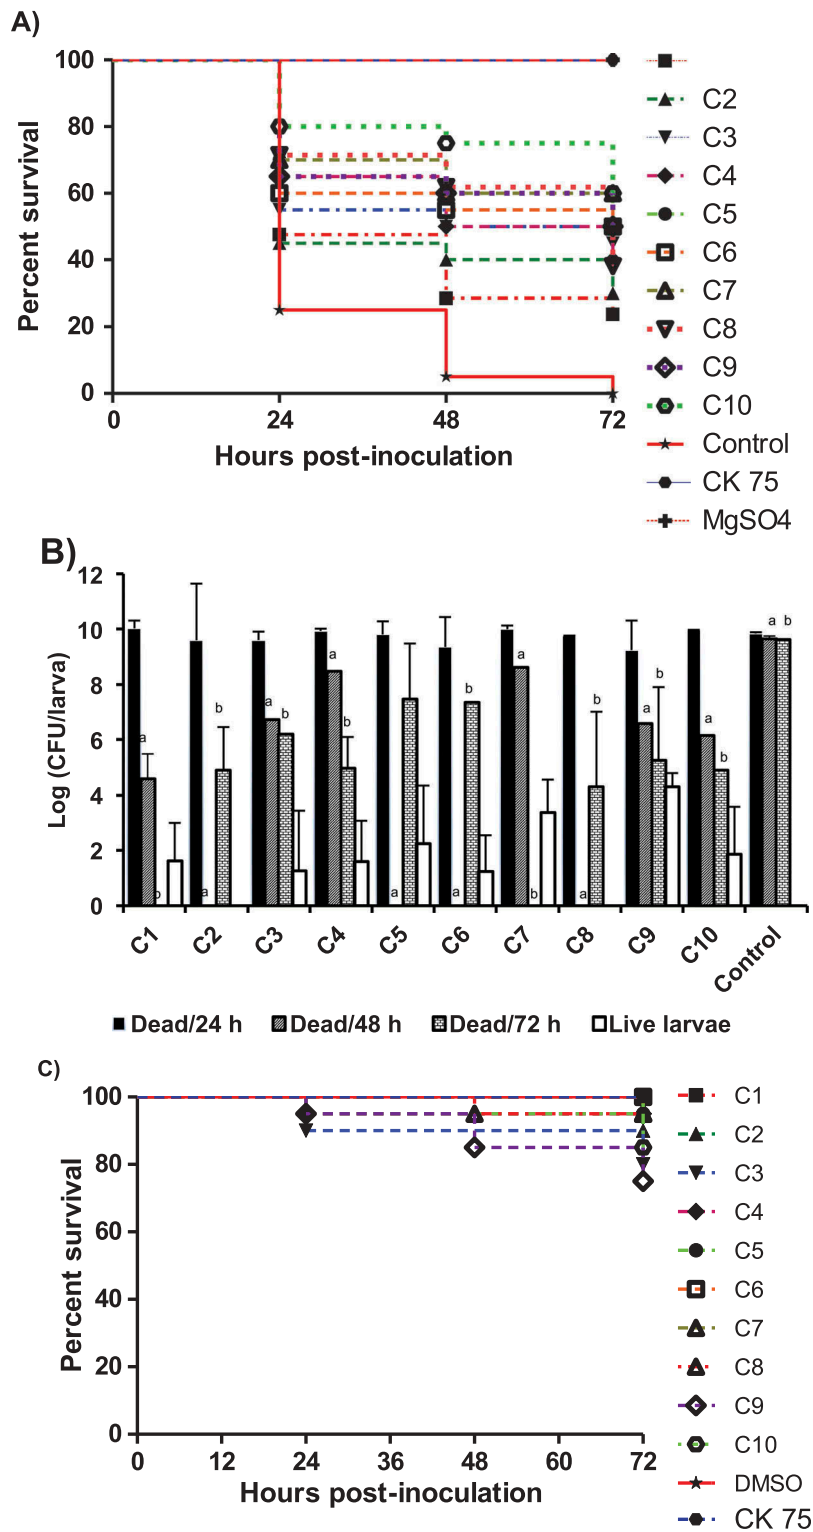 A)
100
80
60
40
20
0
Percent survival
0
24
48
72
Hours post-inoculation
C2
C3
C4
C5
C6
C7
C8
C9
C10
Control
CK 75
MgSO4
B)
12
10
8
6
4
2
0
Log (CFU/larva)
a
b
a
b
a
b
a
b
a
a
b
a
b
a
b
a
b
a
b
a
b
C1
C2
C3
C4
C5
C6
C7
C8
C9
C10
Control
Dead/24 h
Dead/48 h
Dead/72 h
Live larvae
C)
100
80
60
40
20
0
Percent survival
0
12
24
36
48
60
72
Hours post-inoculation
C1
C2
C3
C4
C5
C6
C7
C8
C9
C10
DMSO
CK 75